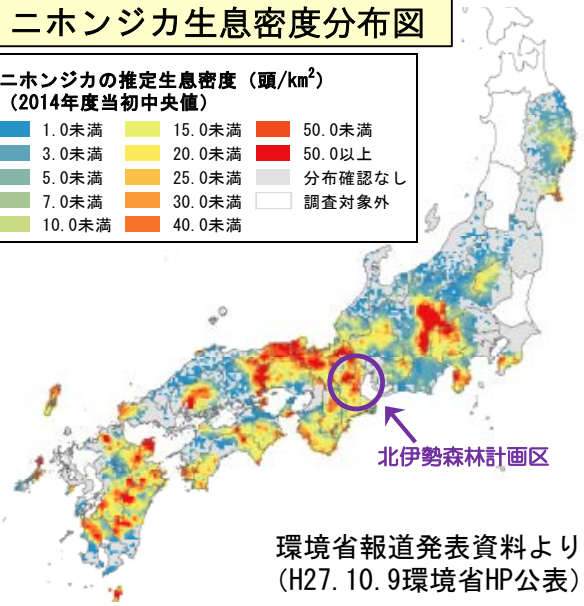 ニホンジカ生息密度分布図
ニホンジカの推定生息密度（頭/km²）
（2014年度当初中央値）
1.0未満 15.0未満 50.0未満
3.0未満 20.0未満 50.0以上
5.0未満 25.0未満 分布確認なし
7.0未満 30.0未満 調査対象外
10.0未満 40.0未満
北伊勢森林計画区
環境省報道発表資料より
（H27.10.9環境省HP公表）